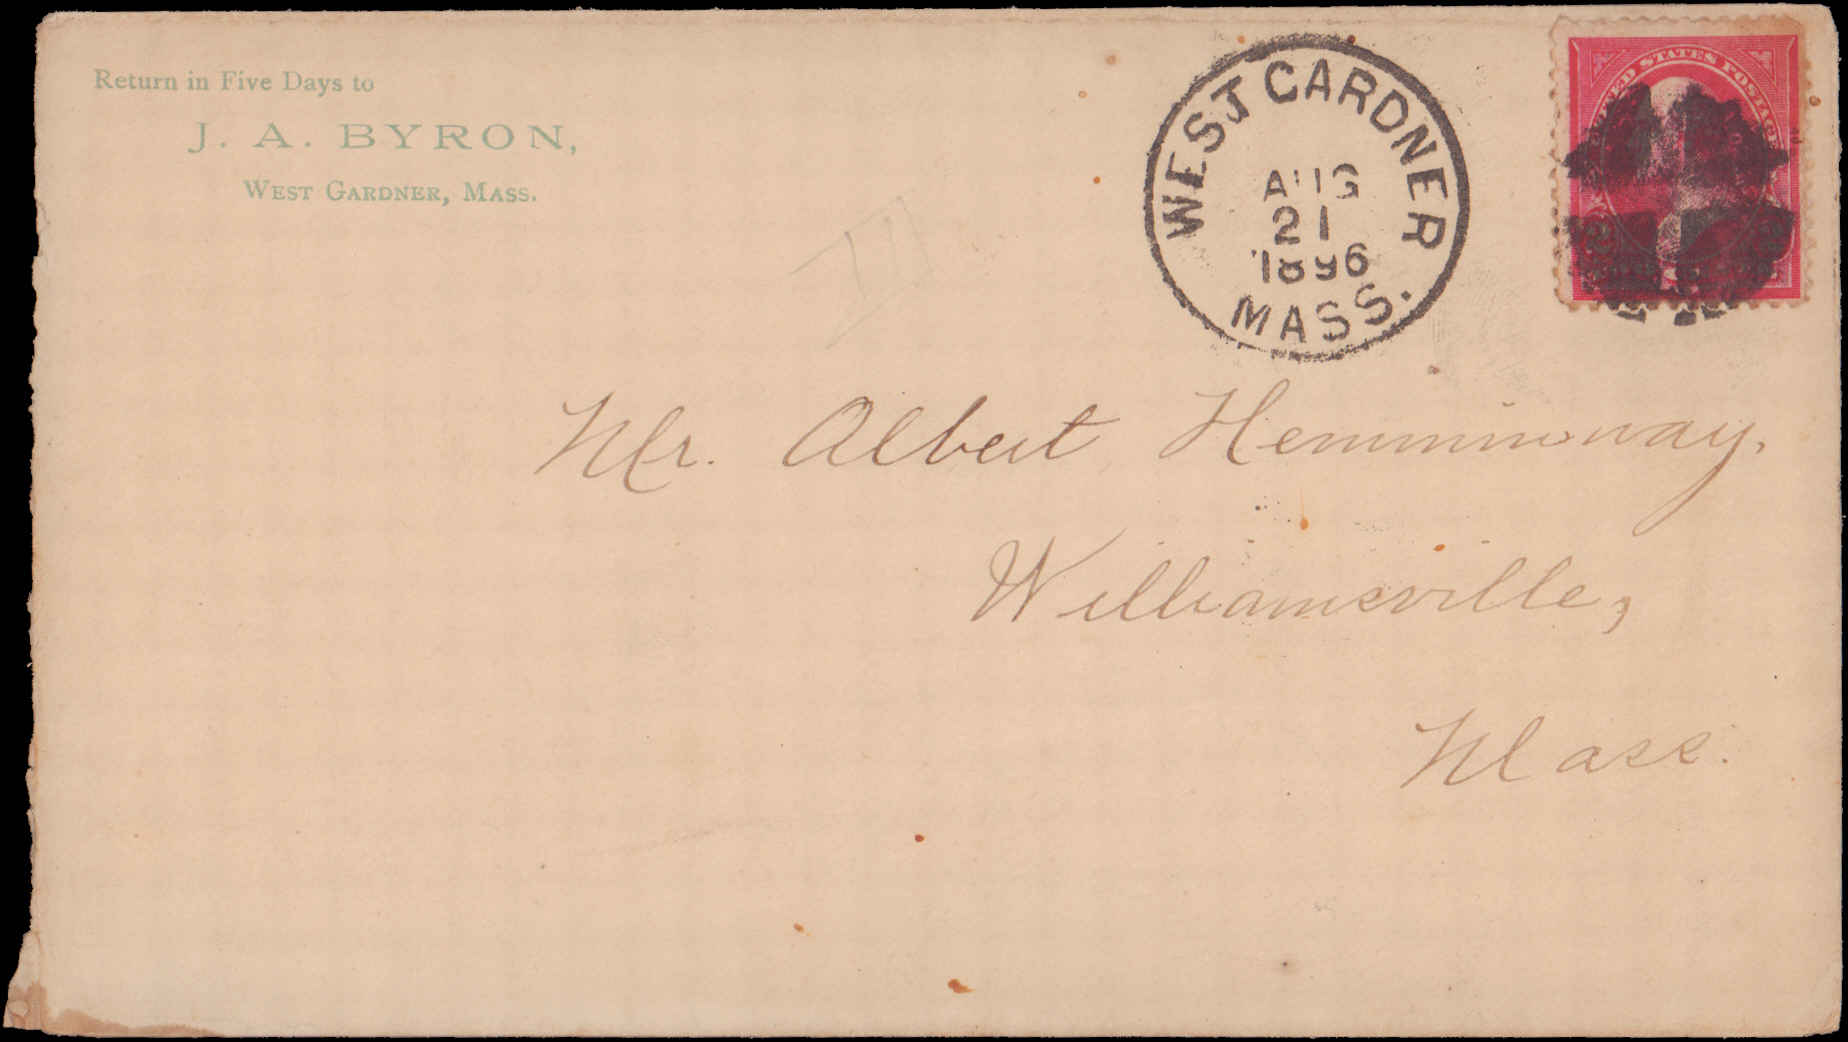 Return in Five Days to
J. A. BYRON,
WEST GARDNER, MASS.
WEST GARDNER
AUG
21
1896
MASS.
UNITED STATES POSTAGE
2
Mr. Albert Hemminway.
Williamsville,
Mass.